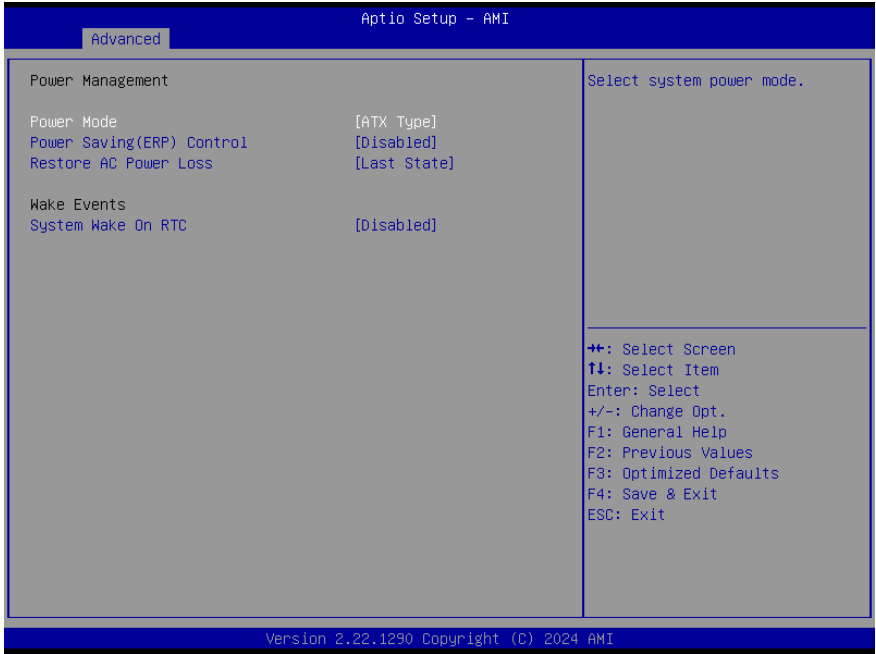 Aptio Setup - AMI
Advanced
Power Management
Power Mode [ATX Type]
Power Saving(ERP) Control [Disabled]
Restore AC Power Loss [Last State]
Wake Events
System Wake On RTC [Disabled]
Select system power mode.
→←: Select Screen
↑↓: Select Item
Enter: Select
+/-: Change Opt.
F1: General Help
F2: Previous Values
F3: Optimized Defaults
F4: Save & Exit
ESC: Exit
Version 2.22.1290 Copyright (C) 2024 AMI